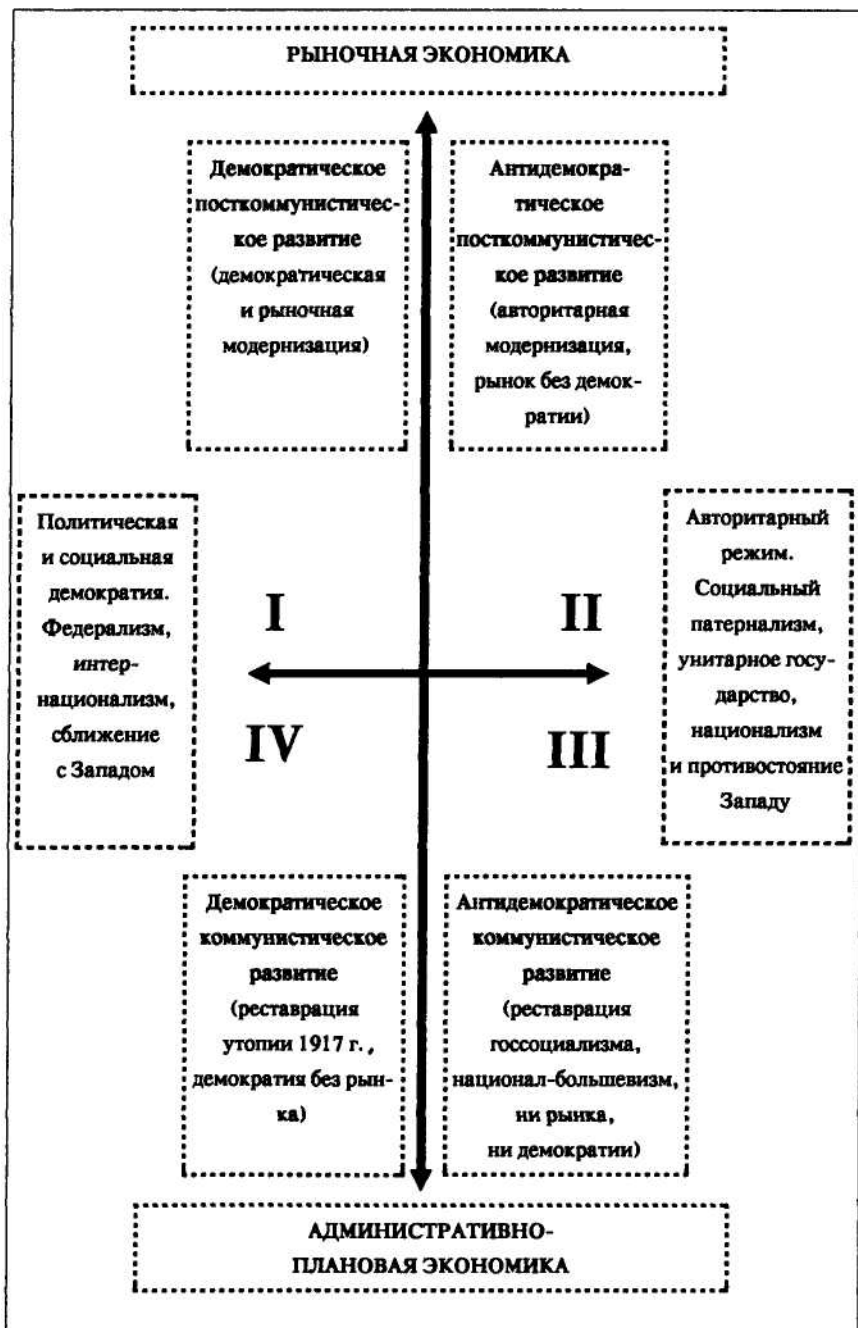 РЫНОЧНАЯ ЭКОНОМИКА
Демократическое
посткоммунистичес-
кое развитие
(демократическая
и рыночная
модернизация)
Антидемокра-
тическое
посткоммунистичес-
кое развитие
(авторитарная
модернизация,
рынок без демок-
ратии)
Политическая
и социальная
демократия.
Федерализм,
интер-
национализм,
сближение
с Западом
I
II
Авторитарный
режим.
Социальный
патернализм,
унитарное госу-
дарство,
национализм
и противостояние
Западу
IV
III
Демократическое
коммунистическое
развитие
(реставрация
утопии 1917 г.,
демократия без рын-
ка)
Антидемократическое
коммунистическое
развитие
(реставрация
госсоциализма,
национал-большевизм,
ни рынка,
ни демократии)
АДМИНИСТРАТИВНО-
ПЛАНОВАЯ ЭКОНОМИКА